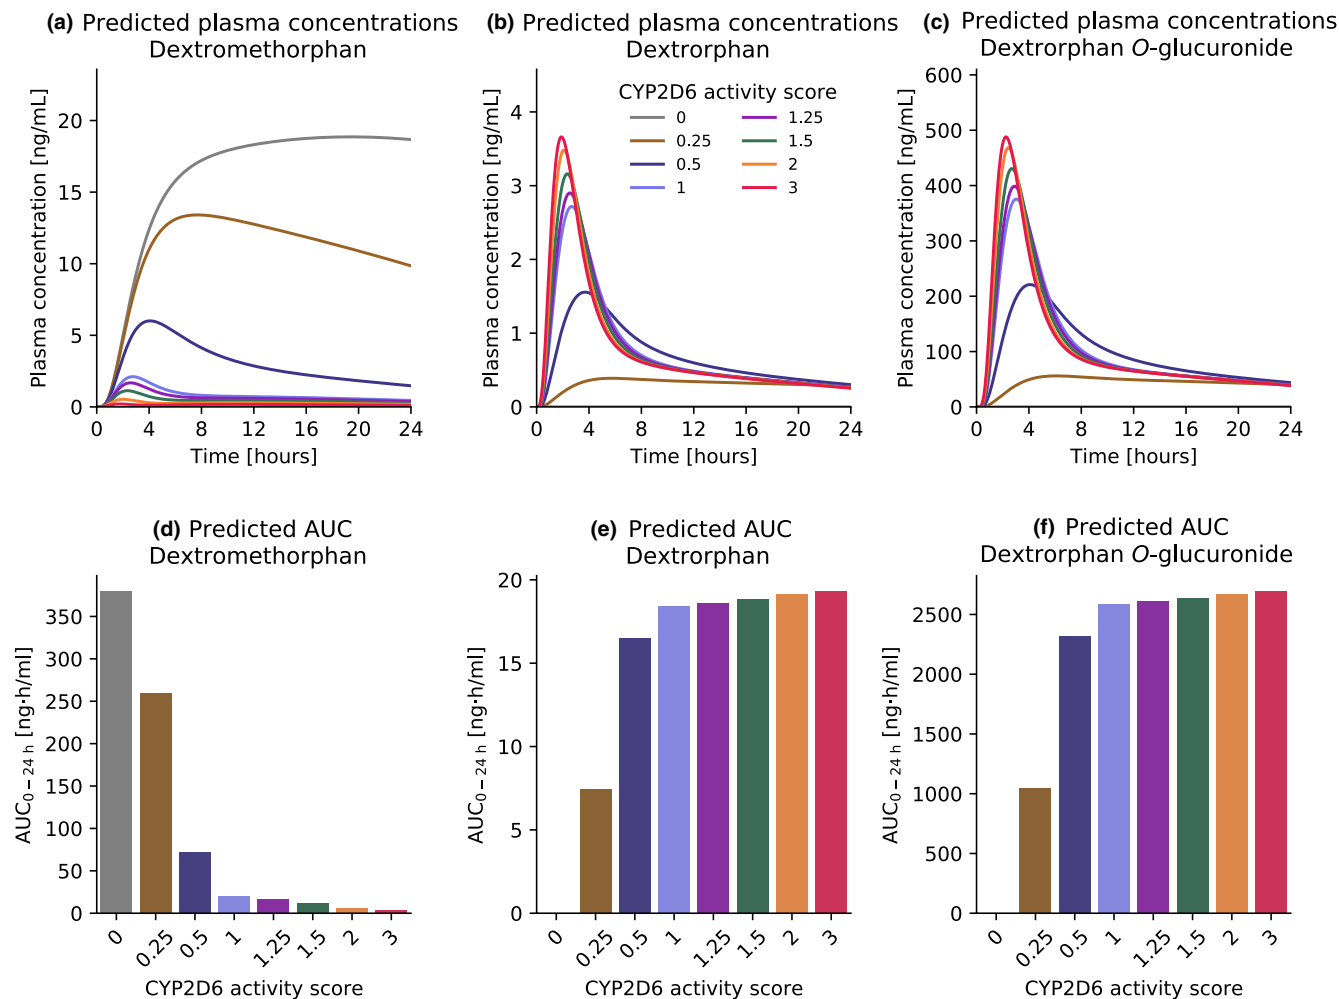 (a) Predicted plasma concentrations
Dextromethorphan
Plasma concentration [ng/mL]
20
15
10
5
0
0 4 8 12 16 20 24
Time [hours]
(b) Predicted plasma concentrations
Dextrorphan
Plasma concentration [ng/mL]
4
3
2
1
0
CYP2D6 activity score
0 1.25
0.25 1.5
0.5 2
1 3
0 4 8 12 16 20 24
Time [hours]
(c) Predicted plasma concentrations
Dextrorphan O-glucuronide
Plasma concentration [ng/mL]
600
500
400
300
200
100
0
0 4 8 12 16 20 24
Time [hours]
(d) Predicted AUC
Dextromethorphan
AUC0−24 h [ng·h/ml]
350
300
250
200
150
100
50
0
0 0.25 0.5 1 1.25 1.5 2 3
CYP2D6 activity score
(e) Predicted AUC
Dextrorphan
AUC0−24 h [ng·h/ml]
20
15
10
5
0
0 0.25 0.5 1 1.25 1.5 2 3
CYP2D6 activity score
(f) Predicted AUC
Dextrorphan O-glucuronide
AUC0−24 h [ng·h/ml]
2500
2000
1500
1000
500
0
0 0.25 0.5 1 1.25 1.5 2 3
CYP2D6 activity score